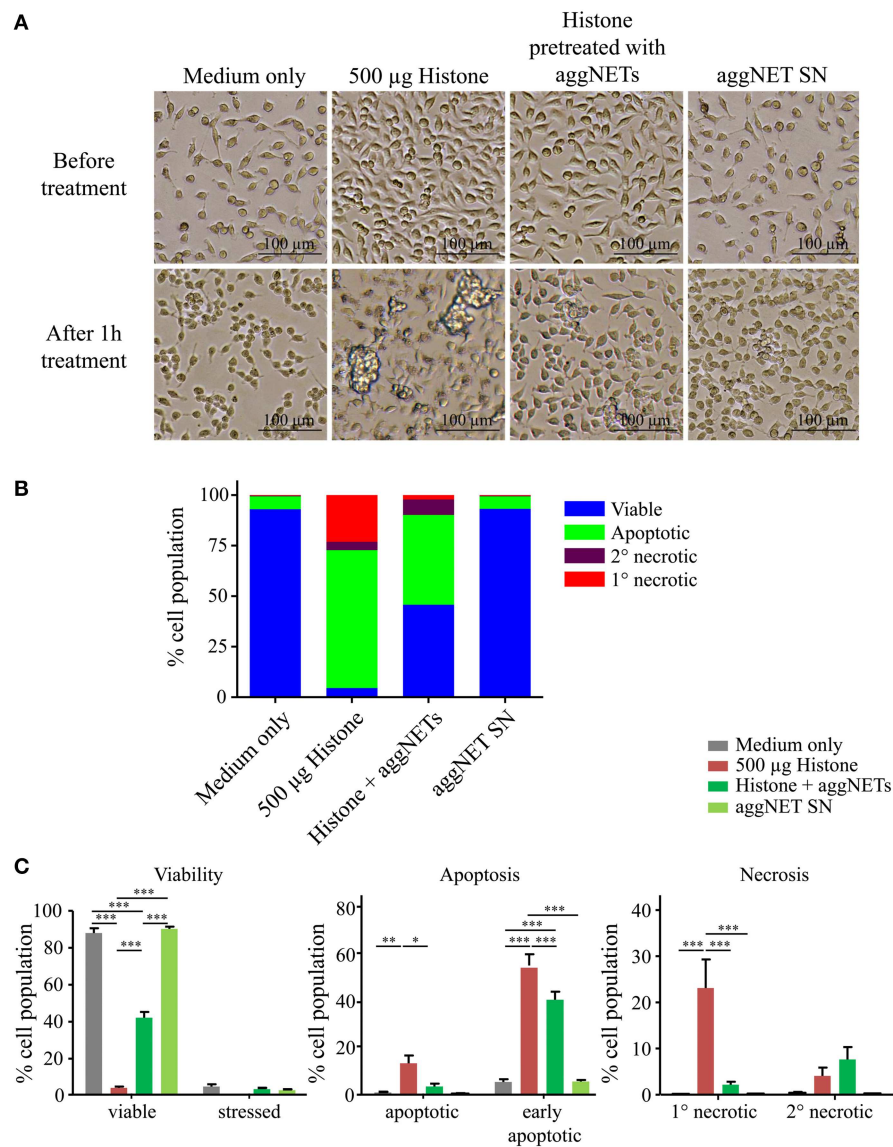 A
Medium only
500 µg Histone
Histone
pretreated with
aggNETs
aggNET SN
Before
treatment
100 µm
100 µm
100 µm
100 µm
After 1h
treatment
100 µm
100 µm
100 µm
100 µm
B
% cell population
100
75
50
25
0
Medium only
500 µg Histone
Histone + aggNETs
aggNET SN
Viable
Apoptotic
2° necrotic
1° necrotic
Medium only
500 µg Histone
Histone + aggNETs
aggNET SN
C
Viability
% cell population
100
80
60
40
20
0
***
***
***
***
***
viable
stressed
Apoptosis
% cell population
80
60
40
20
0
**
*
***
***
***
***
apoptotic
early
apoptotic
Necrosis
% cell population
40
30
20
10
0
***
***
***
1° necrotic
2° necrotic